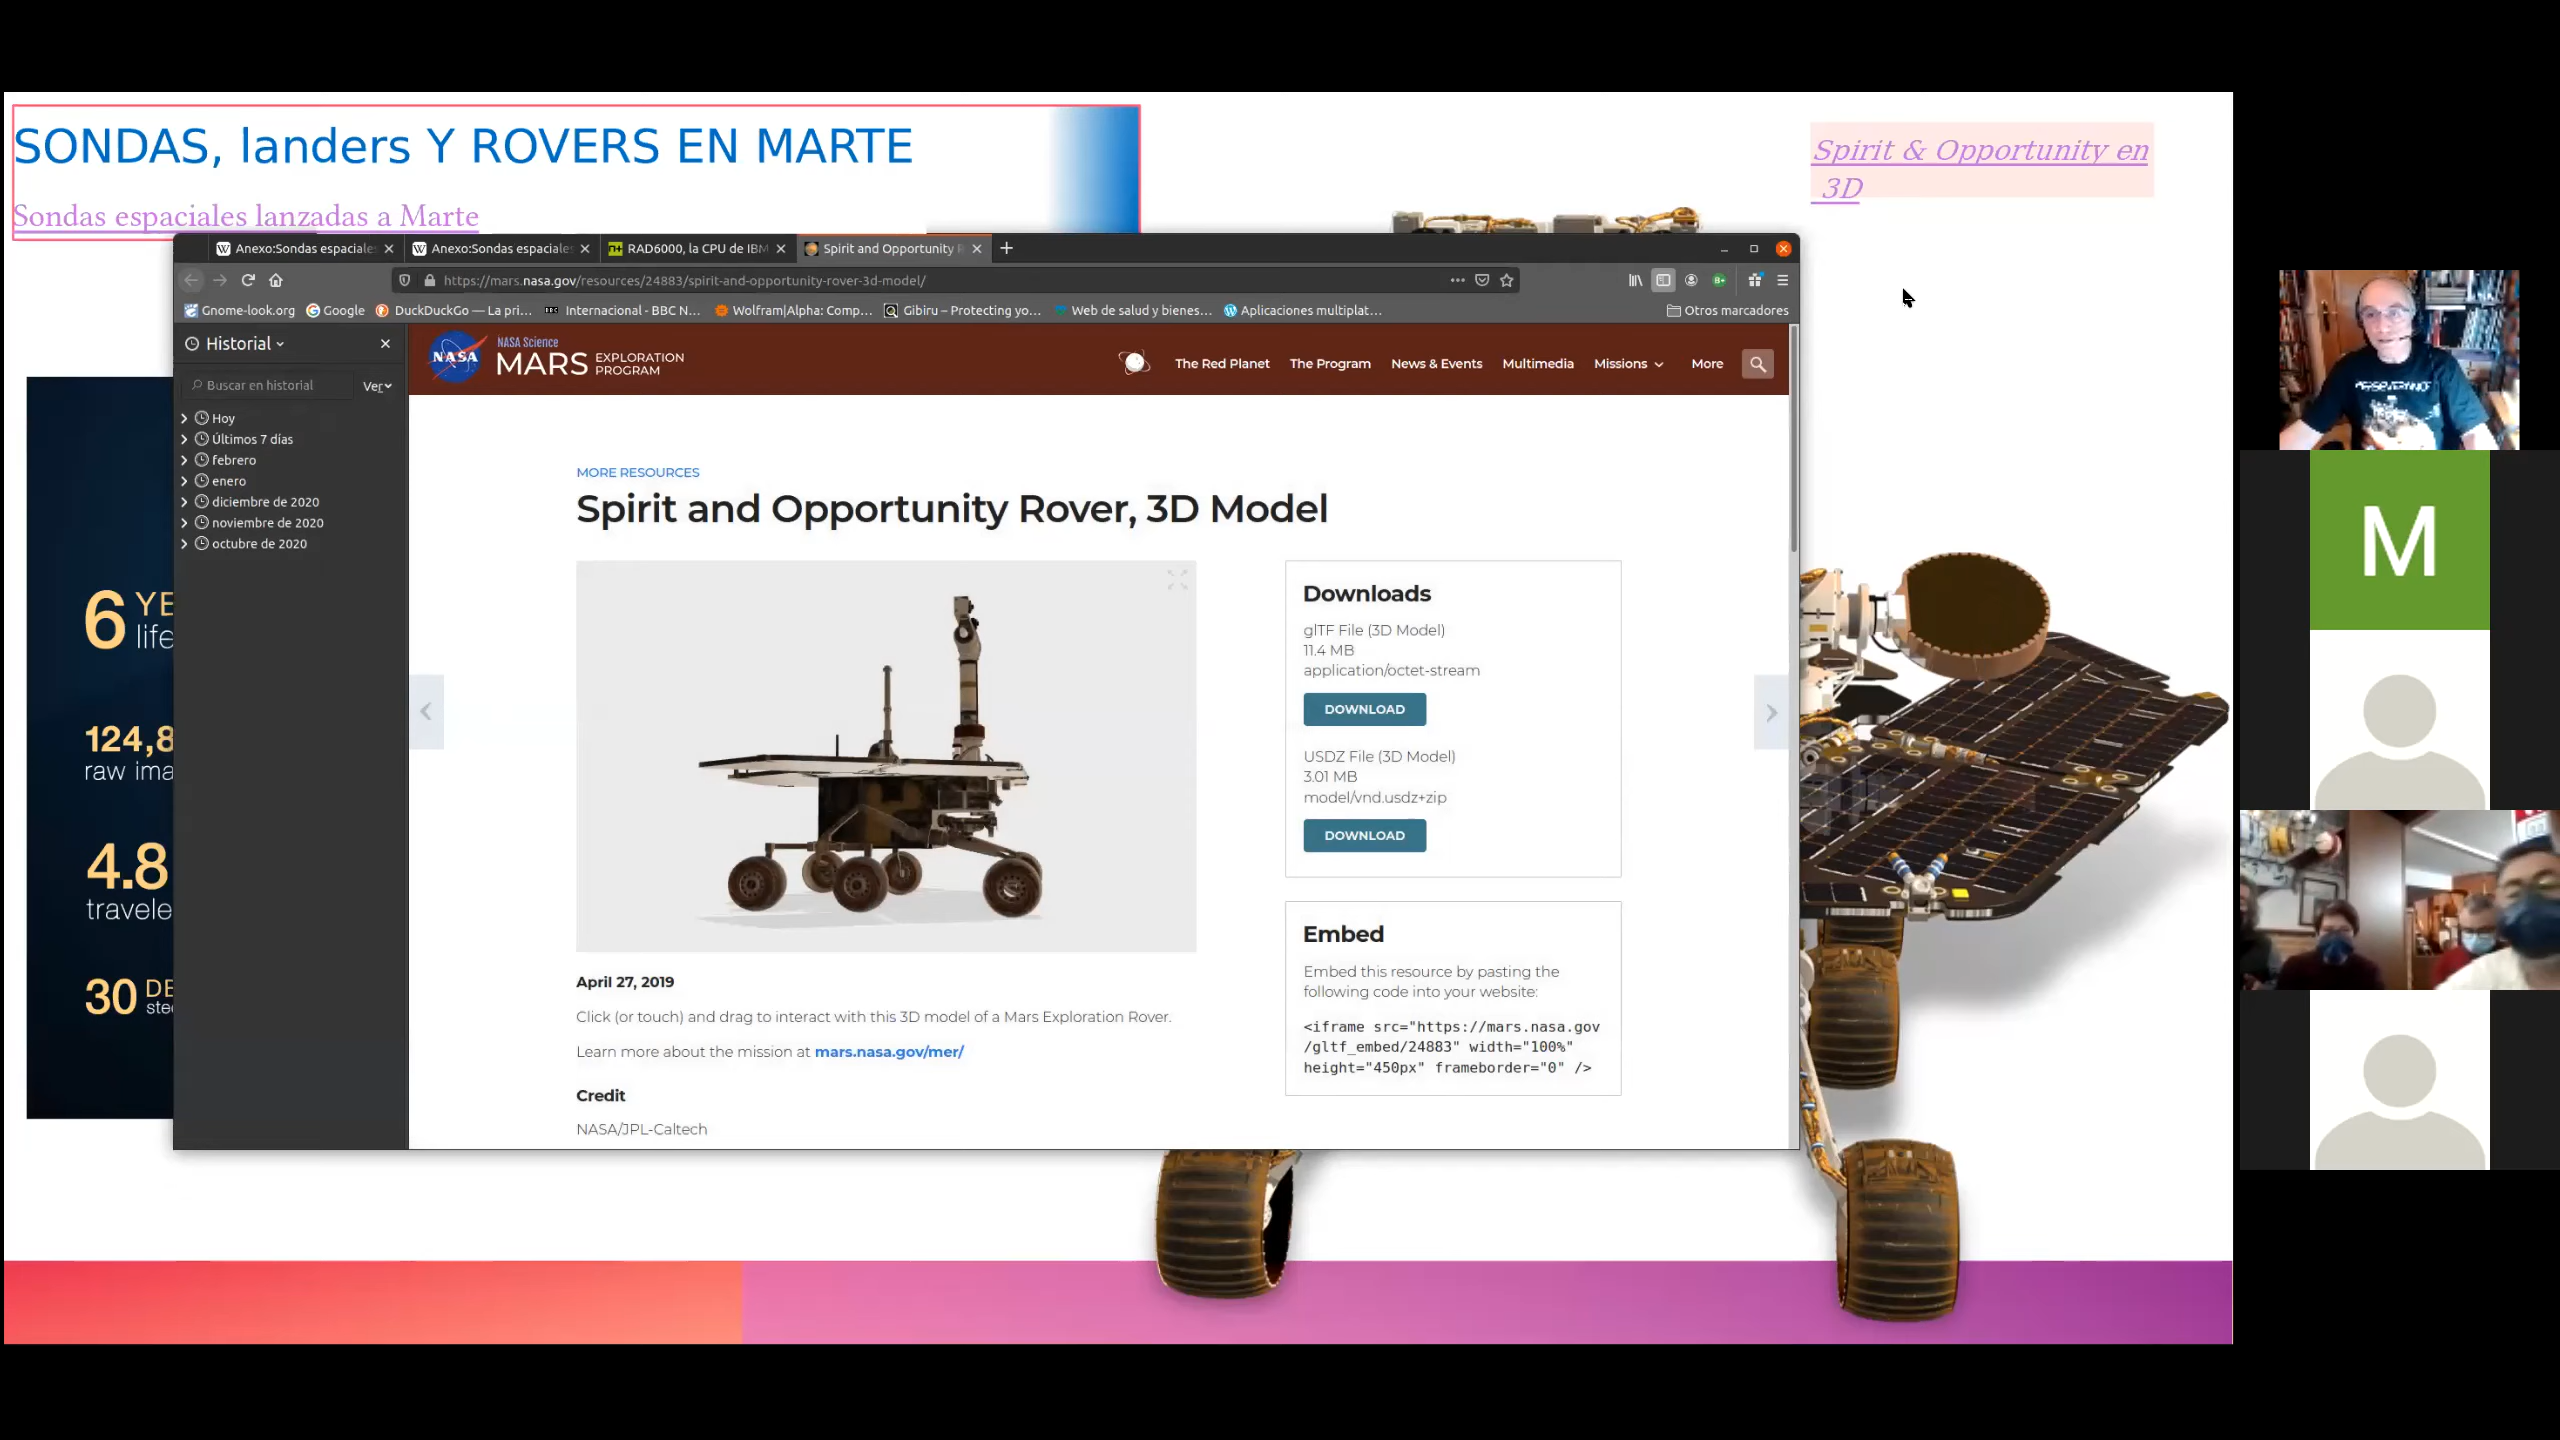 SONDAS, landers Y ROVERS EN MARTE
Sondas espaciales lanzadas a Marte
Spirit & Opportunity en
3D
Anexo:Sondas espaciale
Anexo:Sondas espaciale
RAD6000, la CPU de IBM
Spirit and Opportunity R
https://mars.nasa.gov/resources/24883/spirit-and-opportunity-rover-3d-model/
Gnome-look.org
Google
DuckDuckGo — La pri…
Internacional - BBC N…
Wolfram|Alpha: Comp…
Gibiru – Protecting yo…
Web de salud y bienes…
Aplicaciones multiplat…
Otros marcadores
Historial
Buscar en historial
Ver
Hoy
Últimos 7 días
febrero
enero
diciembre de 2020
noviembre de 2020
octubre de 2020
NASA
NASA Science
MARS EXPLORATION
PROGRAM
The Red Planet
The Program
News & Events
Multimedia
Missions
More
6 YE
life
124,8
raw ima
4.8
travele
30 DE
stee
MORE RESOURCES
Spirit and Opportunity Rover, 3D Model
April 27, 2019
Click (or touch) and drag to interact with this 3D model of a Mars Exploration Rover.
Learn more about the mission at mars.nasa.gov/mer/
Credit
NASA/JPL-Caltech
Downloads
glTF File (3D Model)
11.4 MB
application/octet-stream
DOWNLOAD
USDZ File (3D Model)
3.01 MB
model/vnd.usdz+zip
DOWNLOAD
Embed
Embed this resource by pasting the
following code into your website:
<iframe src="https://mars.nasa.gov
/gltf_embed/24883" width="100%"
height="450px" frameborder="0" />
M